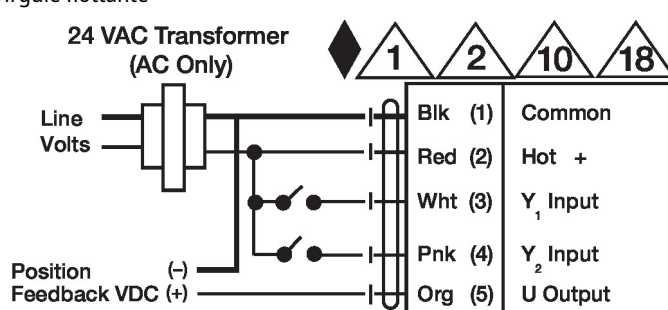 24 VAC Transformer
(AC Only)
1 2 10 18
Line
Volts
Blk (1) Common
Red (2) Hot +
Wht (3) Y1 Input
Pnk (4) Y2 Input
Position (–)
Feedback VDC (+)
Org (5) U Output